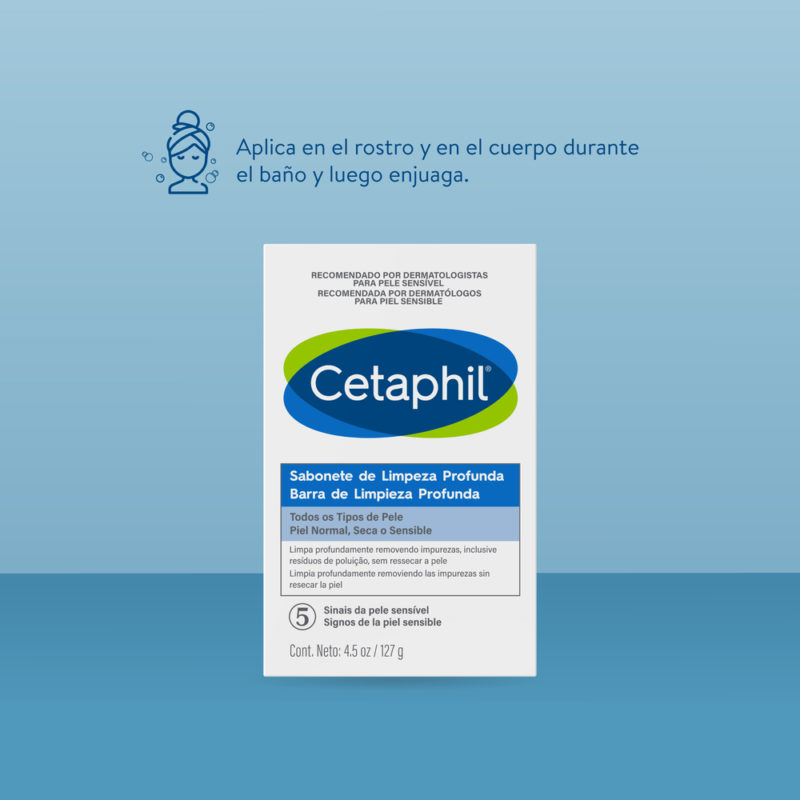 Aplica en el rostro y en el cuerpo durante
el baño y luego enjuaga.
RECOMENDADO POR DERMATOLOGISTAS
PARA PELE SENSÍVEL
RECOMENDADA POR DERMATÓLOGOS
PARA PIEL SENSIBLE
Cetaphil®
Sabonete de Limpeza Profunda
Barra de Limpieza Profunda
Todos os Tipos de Pele
Piel Normal, Seca o Sensible
Limpa profundamente removendo impurezas, inclusive
resíduos de poluição, sem ressecar a pele
Limpia profundamente removiendo las impurezas sin
resecar la piel
5 Sinais da pele sensível
Signos de la piel sensible
Cont. Neto: 4.5 oz / 127 g